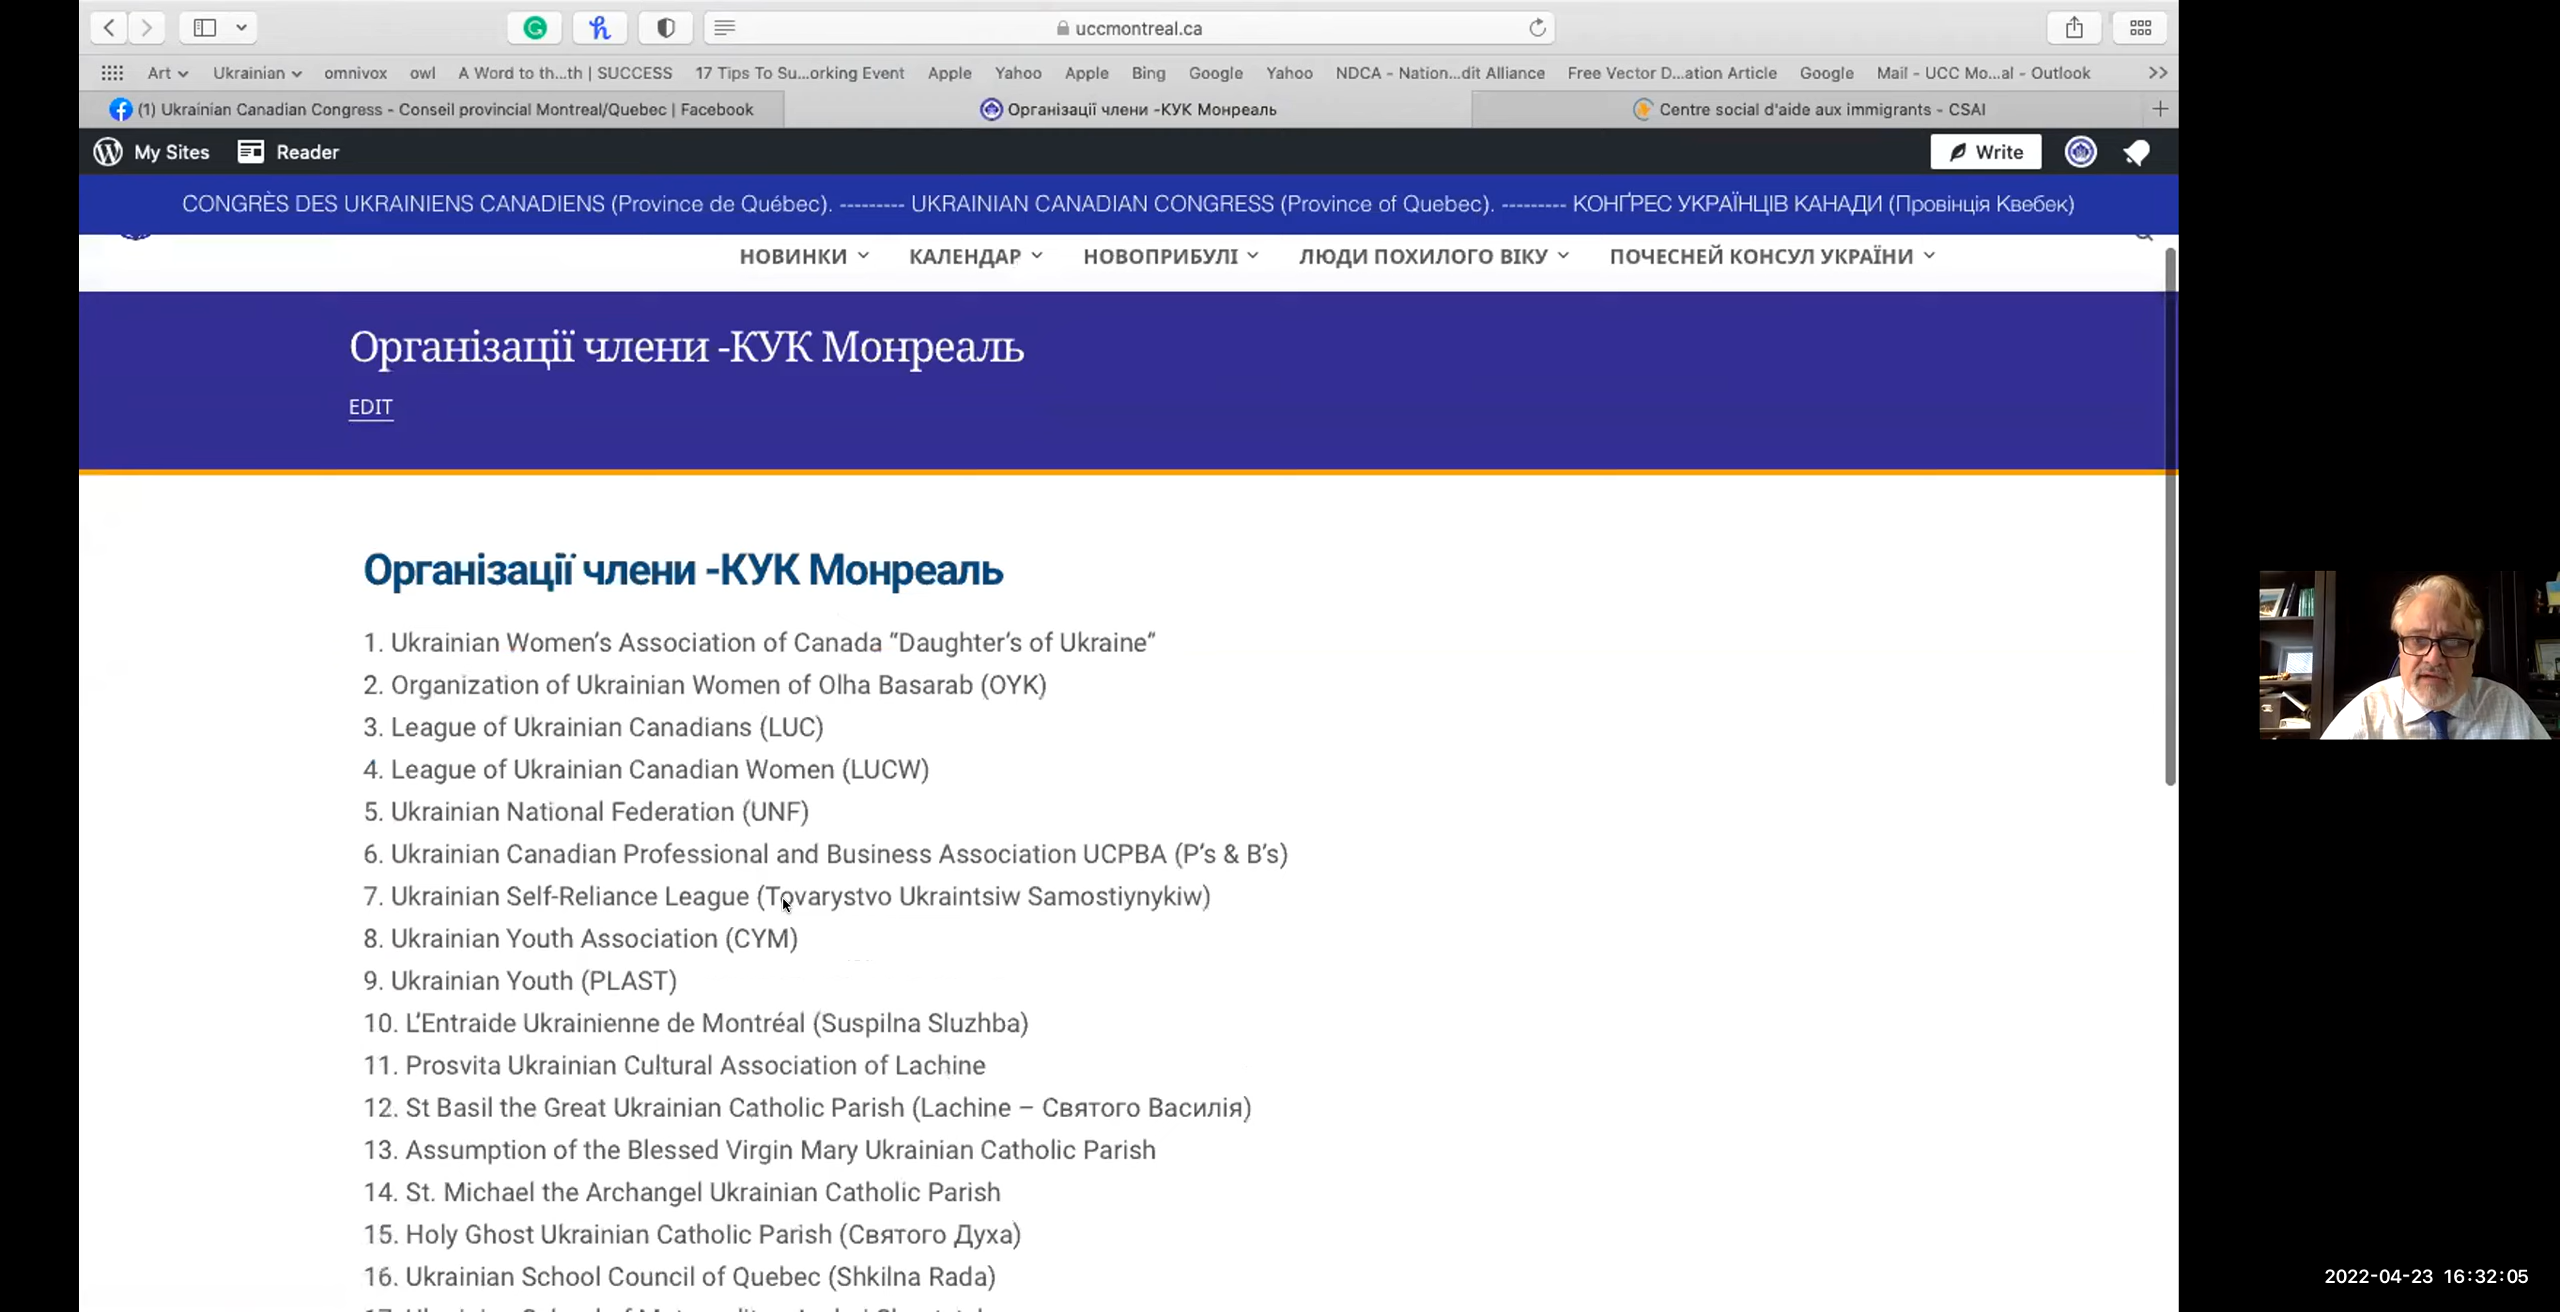 uccmontreal.ca
Art Ukrainian omnivox owl A Word to th...th | SUCCESS 17 Tips To Su...orking Event Apple Yahoo Apple Bing Google Yahoo NDCA - Nation...dit Alliance Free Vector D...ation Article Google Mail - UCC Mo...al - Outlook
(1) Ukrainian Canadian Congress - Conseil provincial Montreal/Quebec | Facebook Організації члени -КУК Монреаль Centre social d'aide aux immigrants - CSAI
My Sites Reader Write
CONGRÈS DES UKRAINIENS CANADIENS (Province de Québec). --------- UKRAINIAN CANADIAN CONGRESS (Province of Quebec). --------- КОНҐРЕС УКРАЇНЦІВ КАНАДИ (Провінція Квебек)
НОВИНКИ КАЛЕНДАР НОВОПРИБУЛІ ЛЮДИ ПОХИЛОГО ВІКУ ПОЧЕСНЕЙ КОНСУЛ УКРАЇНИ
Організації члени -КУК Монреаль
EDIT
Організації члени -КУК Монреаль
1. Ukrainian Women’s Association of Canada “Daughter’s of Ukraine”
2. Organization of Ukrainian Women of Olha Basarab (OYK)
3. League of Ukrainian Canadians (LUC)
4. League of Ukrainian Canadian Women (LUCW)
5. Ukrainian National Federation (UNF)
6. Ukrainian Canadian Professional and Business Association UCPBA (P’s & B’s)
7. Ukrainian Self-Reliance League (Tovarystvo Ukraintsiw Samostiynykiw)
8. Ukrainian Youth Association (CYM)
9. Ukrainian Youth (PLAST)
10. L’Entraide Ukrainienne de Montréal (Suspilna Sluzhba)
11. Prosvita Ukrainian Cultural Association of Lachine
12. St Basil the Great Ukrainian Catholic Parish (Lachine – Святого Василія)
13. Assumption of the Blessed Virgin Mary Ukrainian Catholic Parish
14. St. Michael the Archangel Ukrainian Catholic Parish
15. Holy Ghost Ukrainian Catholic Parish (Святого Духа)
16. Ukrainian School Council of Quebec (Shkilna Rada)
2022-04-23 16:32:05